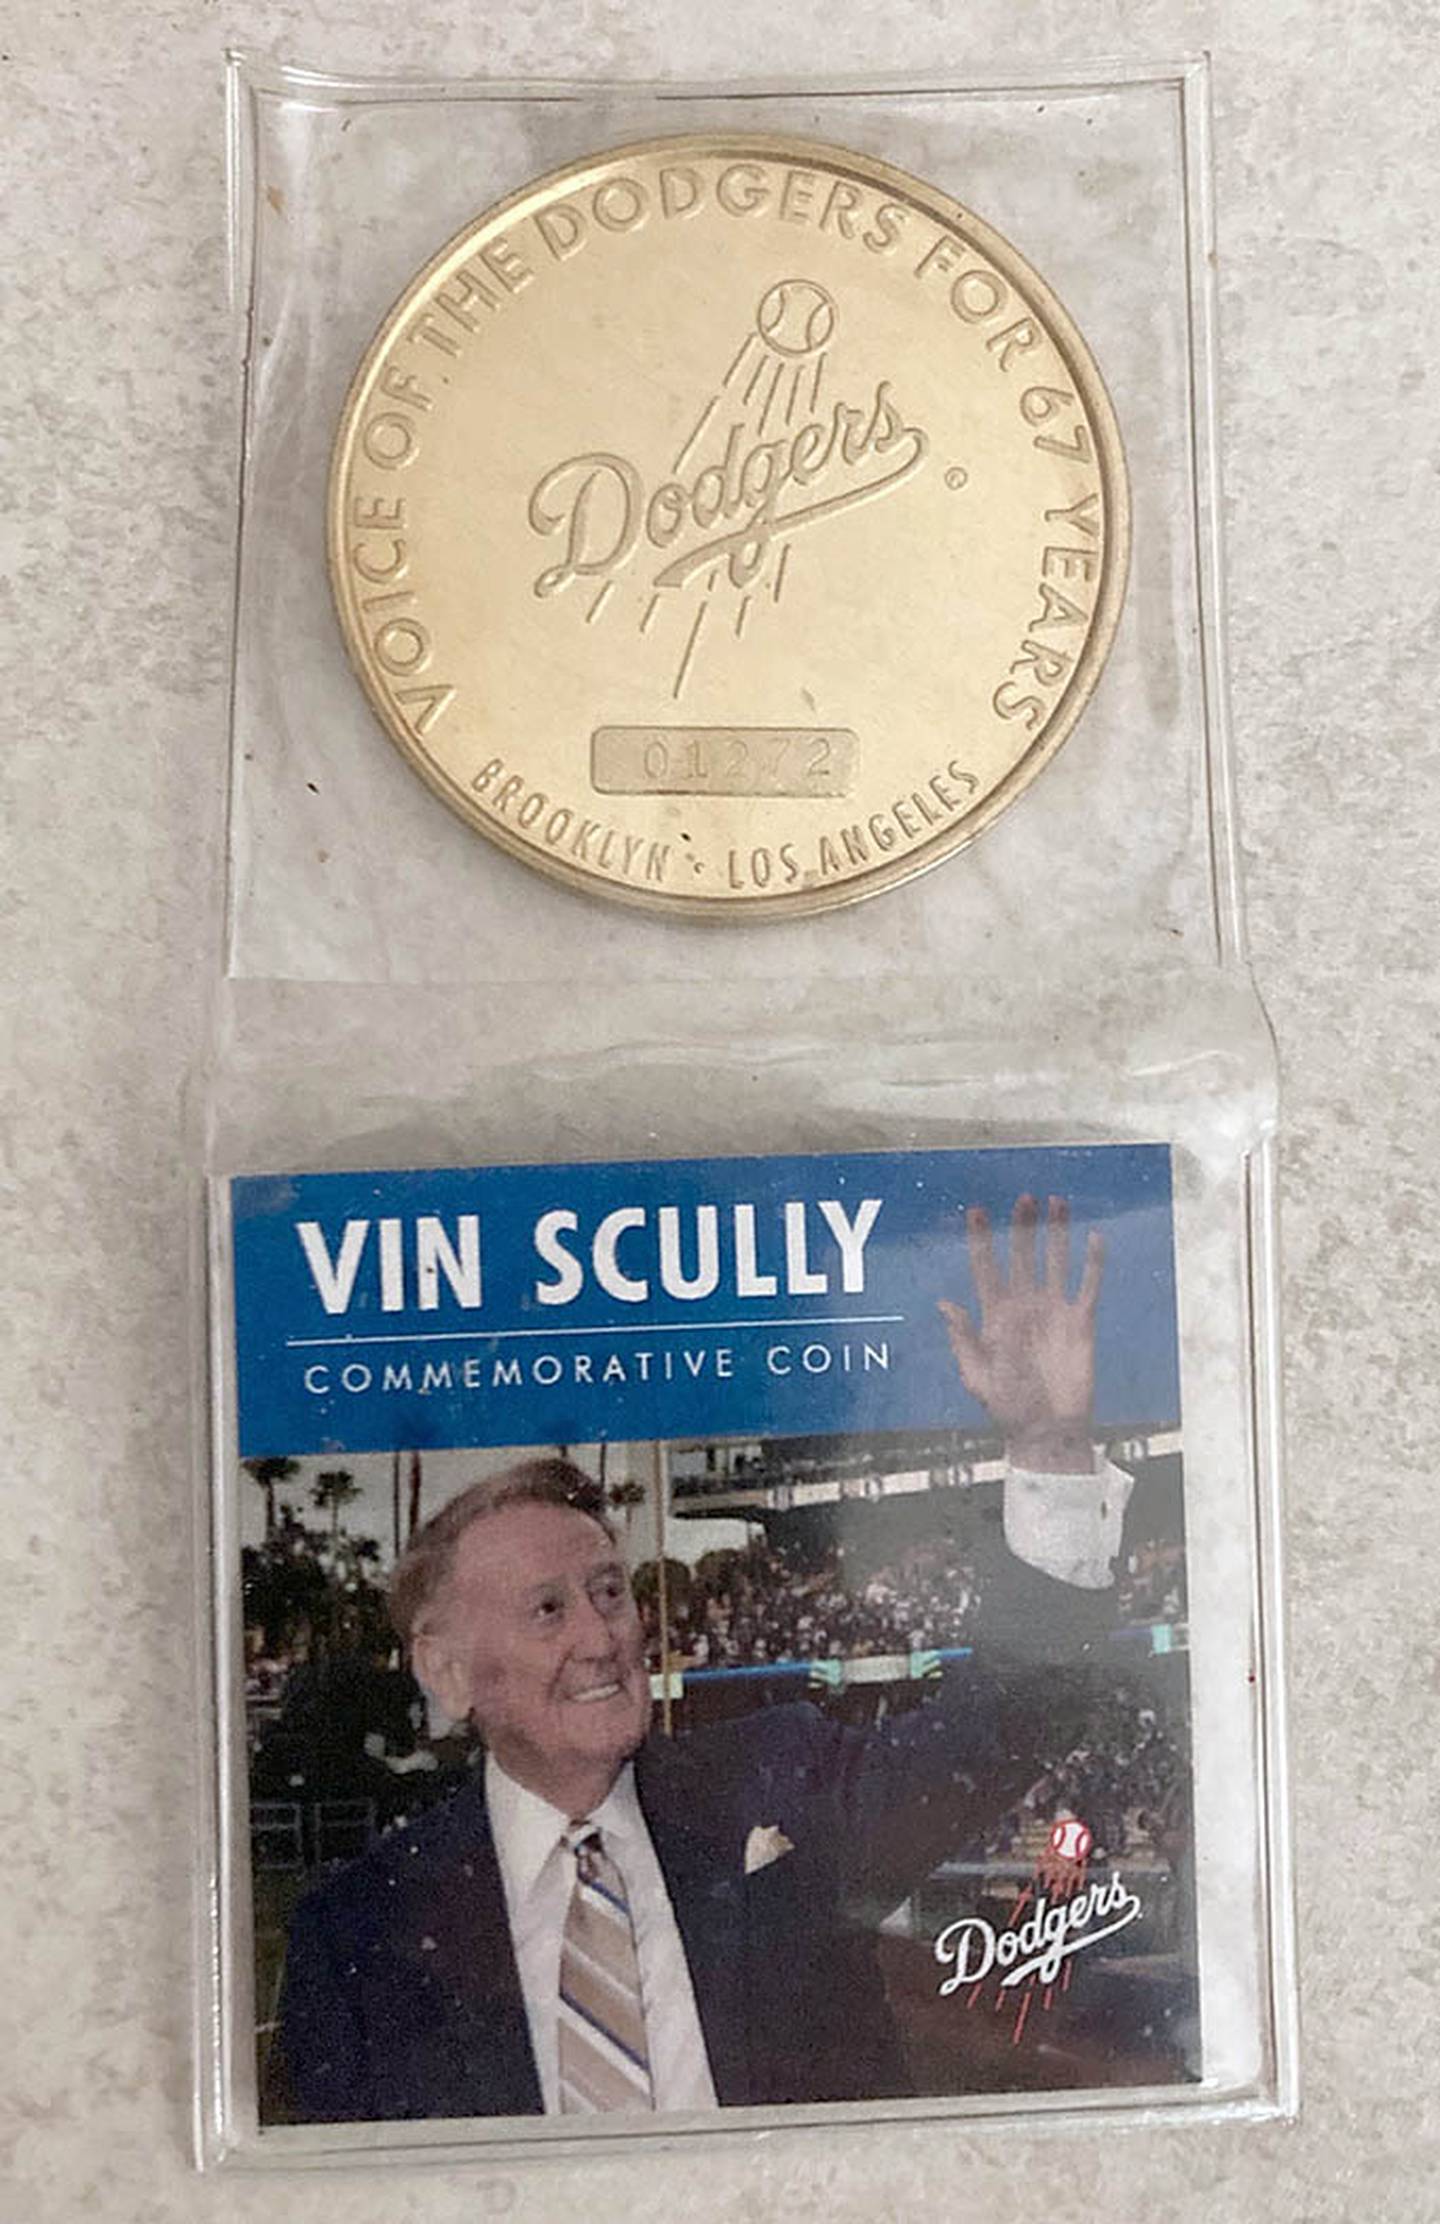 VOICE OF THE DODGERS FOR 67 YEARS
Dodgers
©
01272
BROOKLYN · LOS ANGELES
VIN SCULLY
COMMEMORATIVE COIN
Dodgers